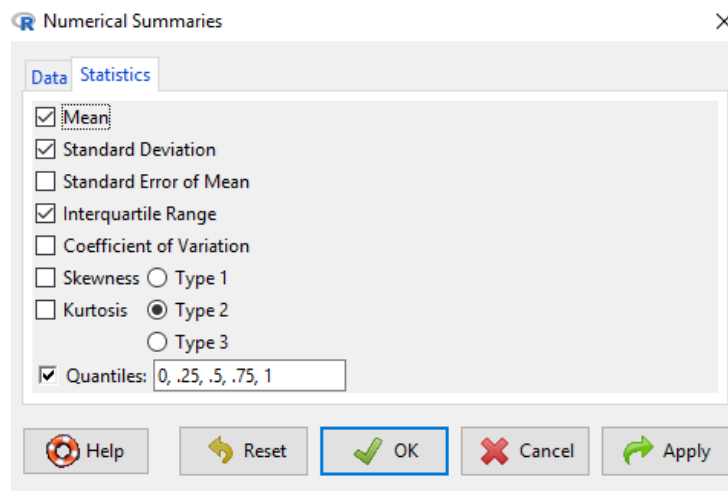 R Numerical Summaries
Data Statistics
Mean
Standard Deviation
Standard Error of Mean
Interquartile Range
Coefficient of Variation
Skewness Type 1
Kurtosis Type 2
Type 3
Quantiles: 0, .25, .5, .75, 1
Help Reset OK Cancel Apply